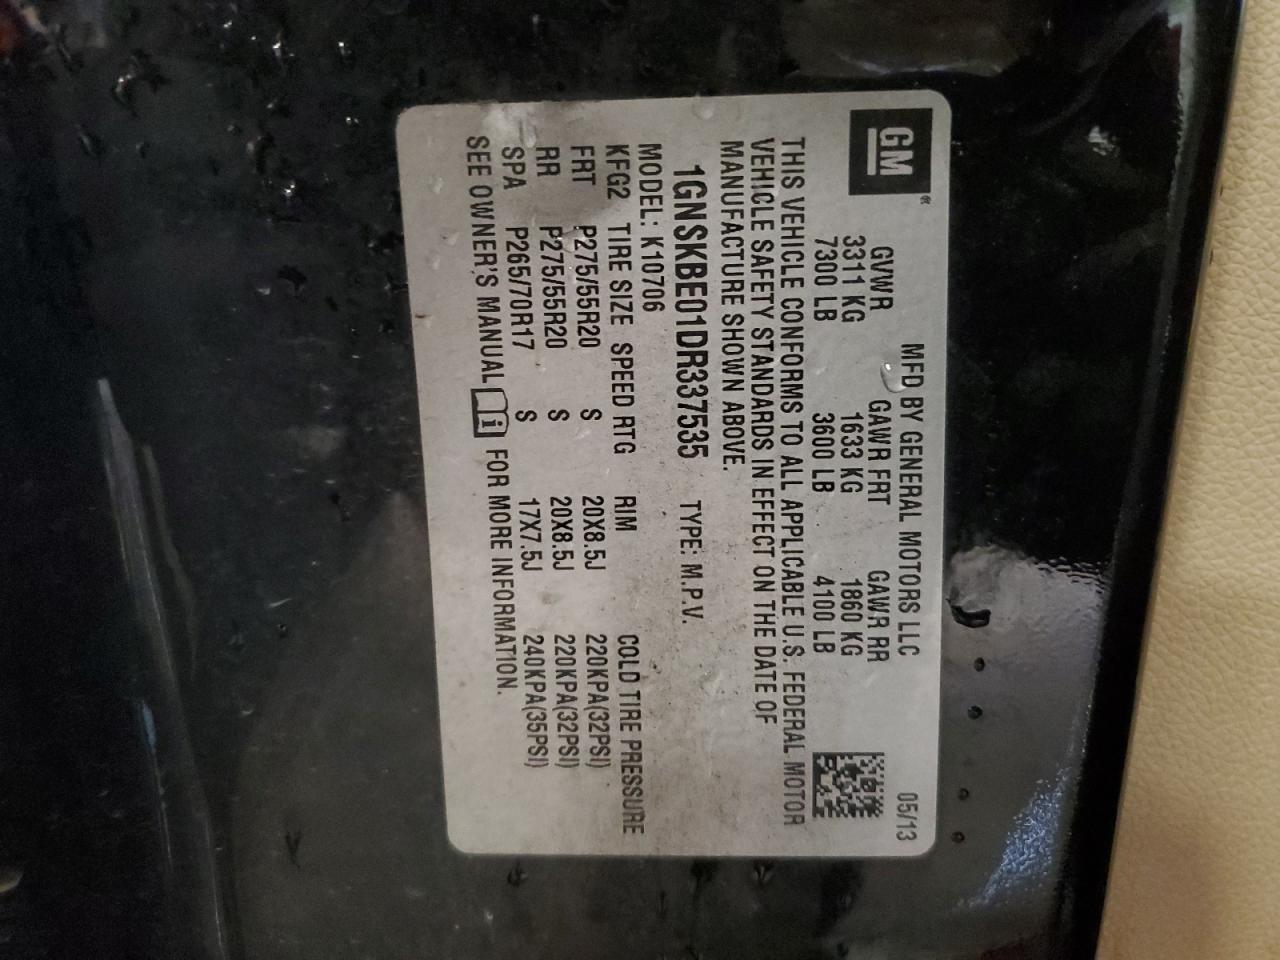 GM®
MFD BY GENERAL MOTORS LLC 05/13
GVWR GAWR FRT GAWR RR
3311 KG 1633 KG 1860 KG
7300 LB 3600 LB 4100 LB
THIS VEHICLE CONFORMS TO ALL APPLICABLE U.S. FEDERAL MOTOR
VEHICLE SAFETY STANDARDS IN EFFECT ON THE DATE OF
MANUFACTURE SHOWN ABOVE.
1GNSKBE01DR337535 TYPE: M.P.V.
MODEL: K10706
KFG2 TIRE SIZE SPEED RTG RIM COLD TIRE PRESSURE
FRT P275/55R20 S 20X8.5J 220KPA(32PSI)
RR P275/55R20 S 20X8.5J 220KPA(32PSI)
SPA P265/70R17 S 17X7.5J 240KPA(35PSI)
SEE OWNER'S MANUAL i FOR MORE INFORMATION.